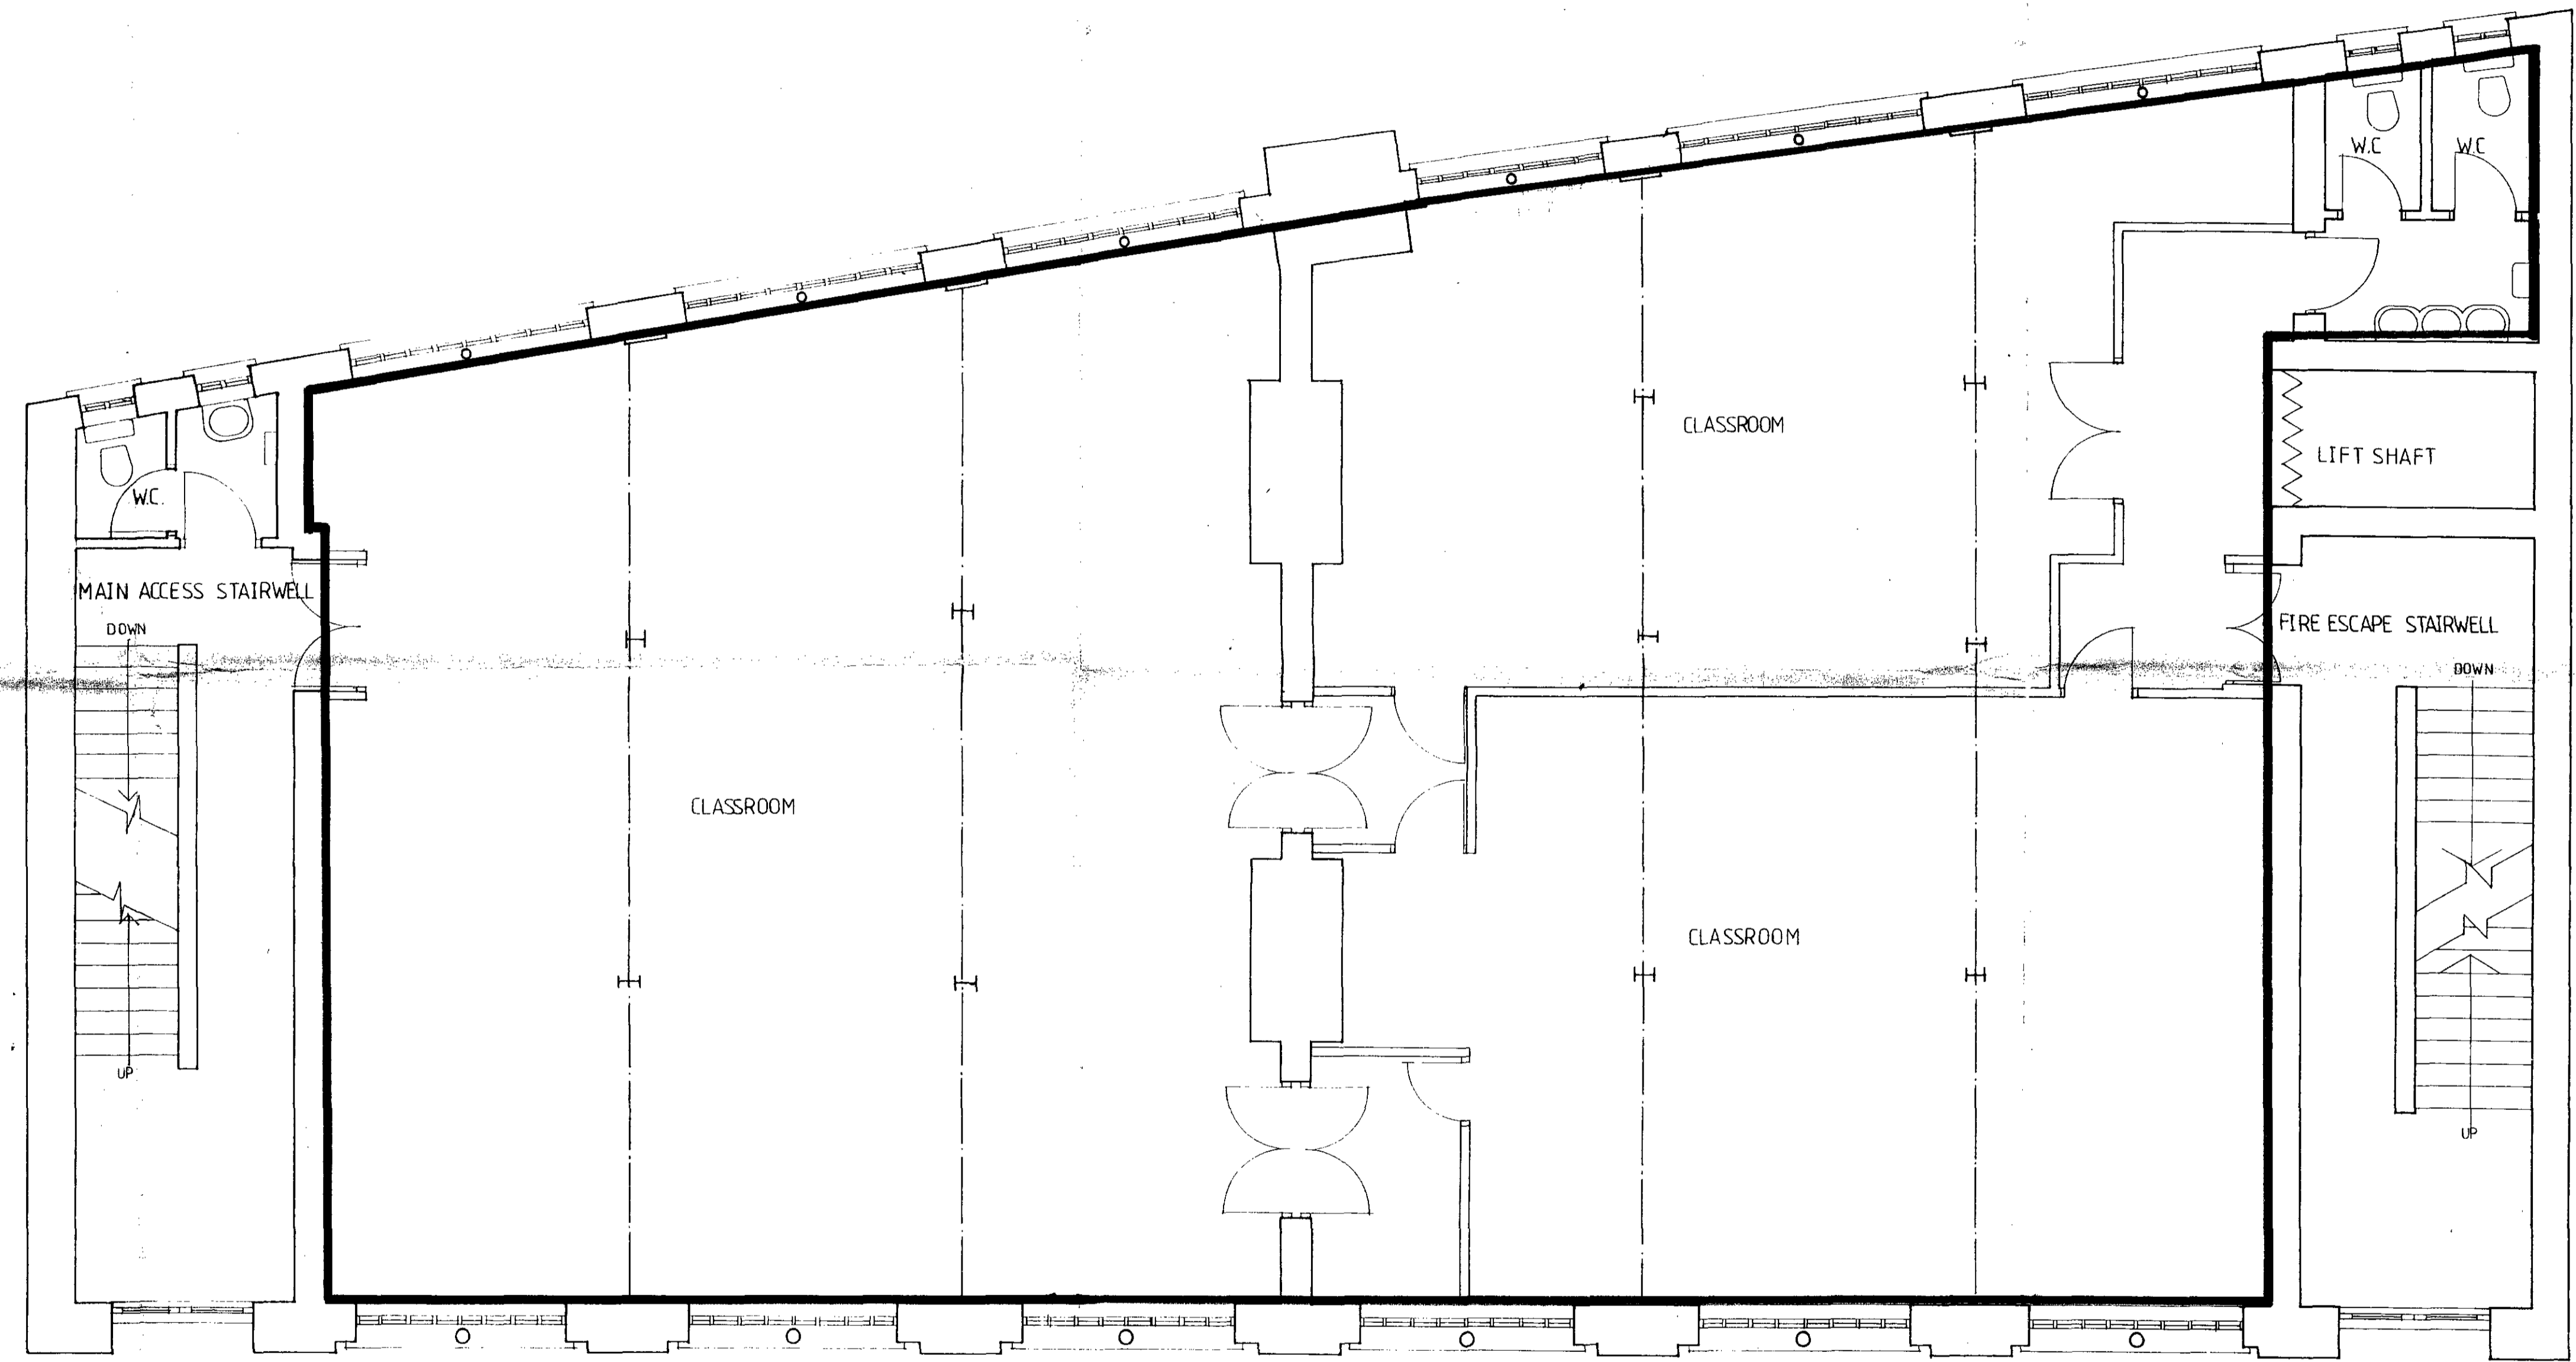 W.C
W.C
CLASSROOM
LIFT SHAFT
W.C.
MAIN ACCESS STAIRWELL
FIRE ESCAPE STAIRWELL
DOWN
DOWN
CLASSROOM
CLASSROOM
UP
UP